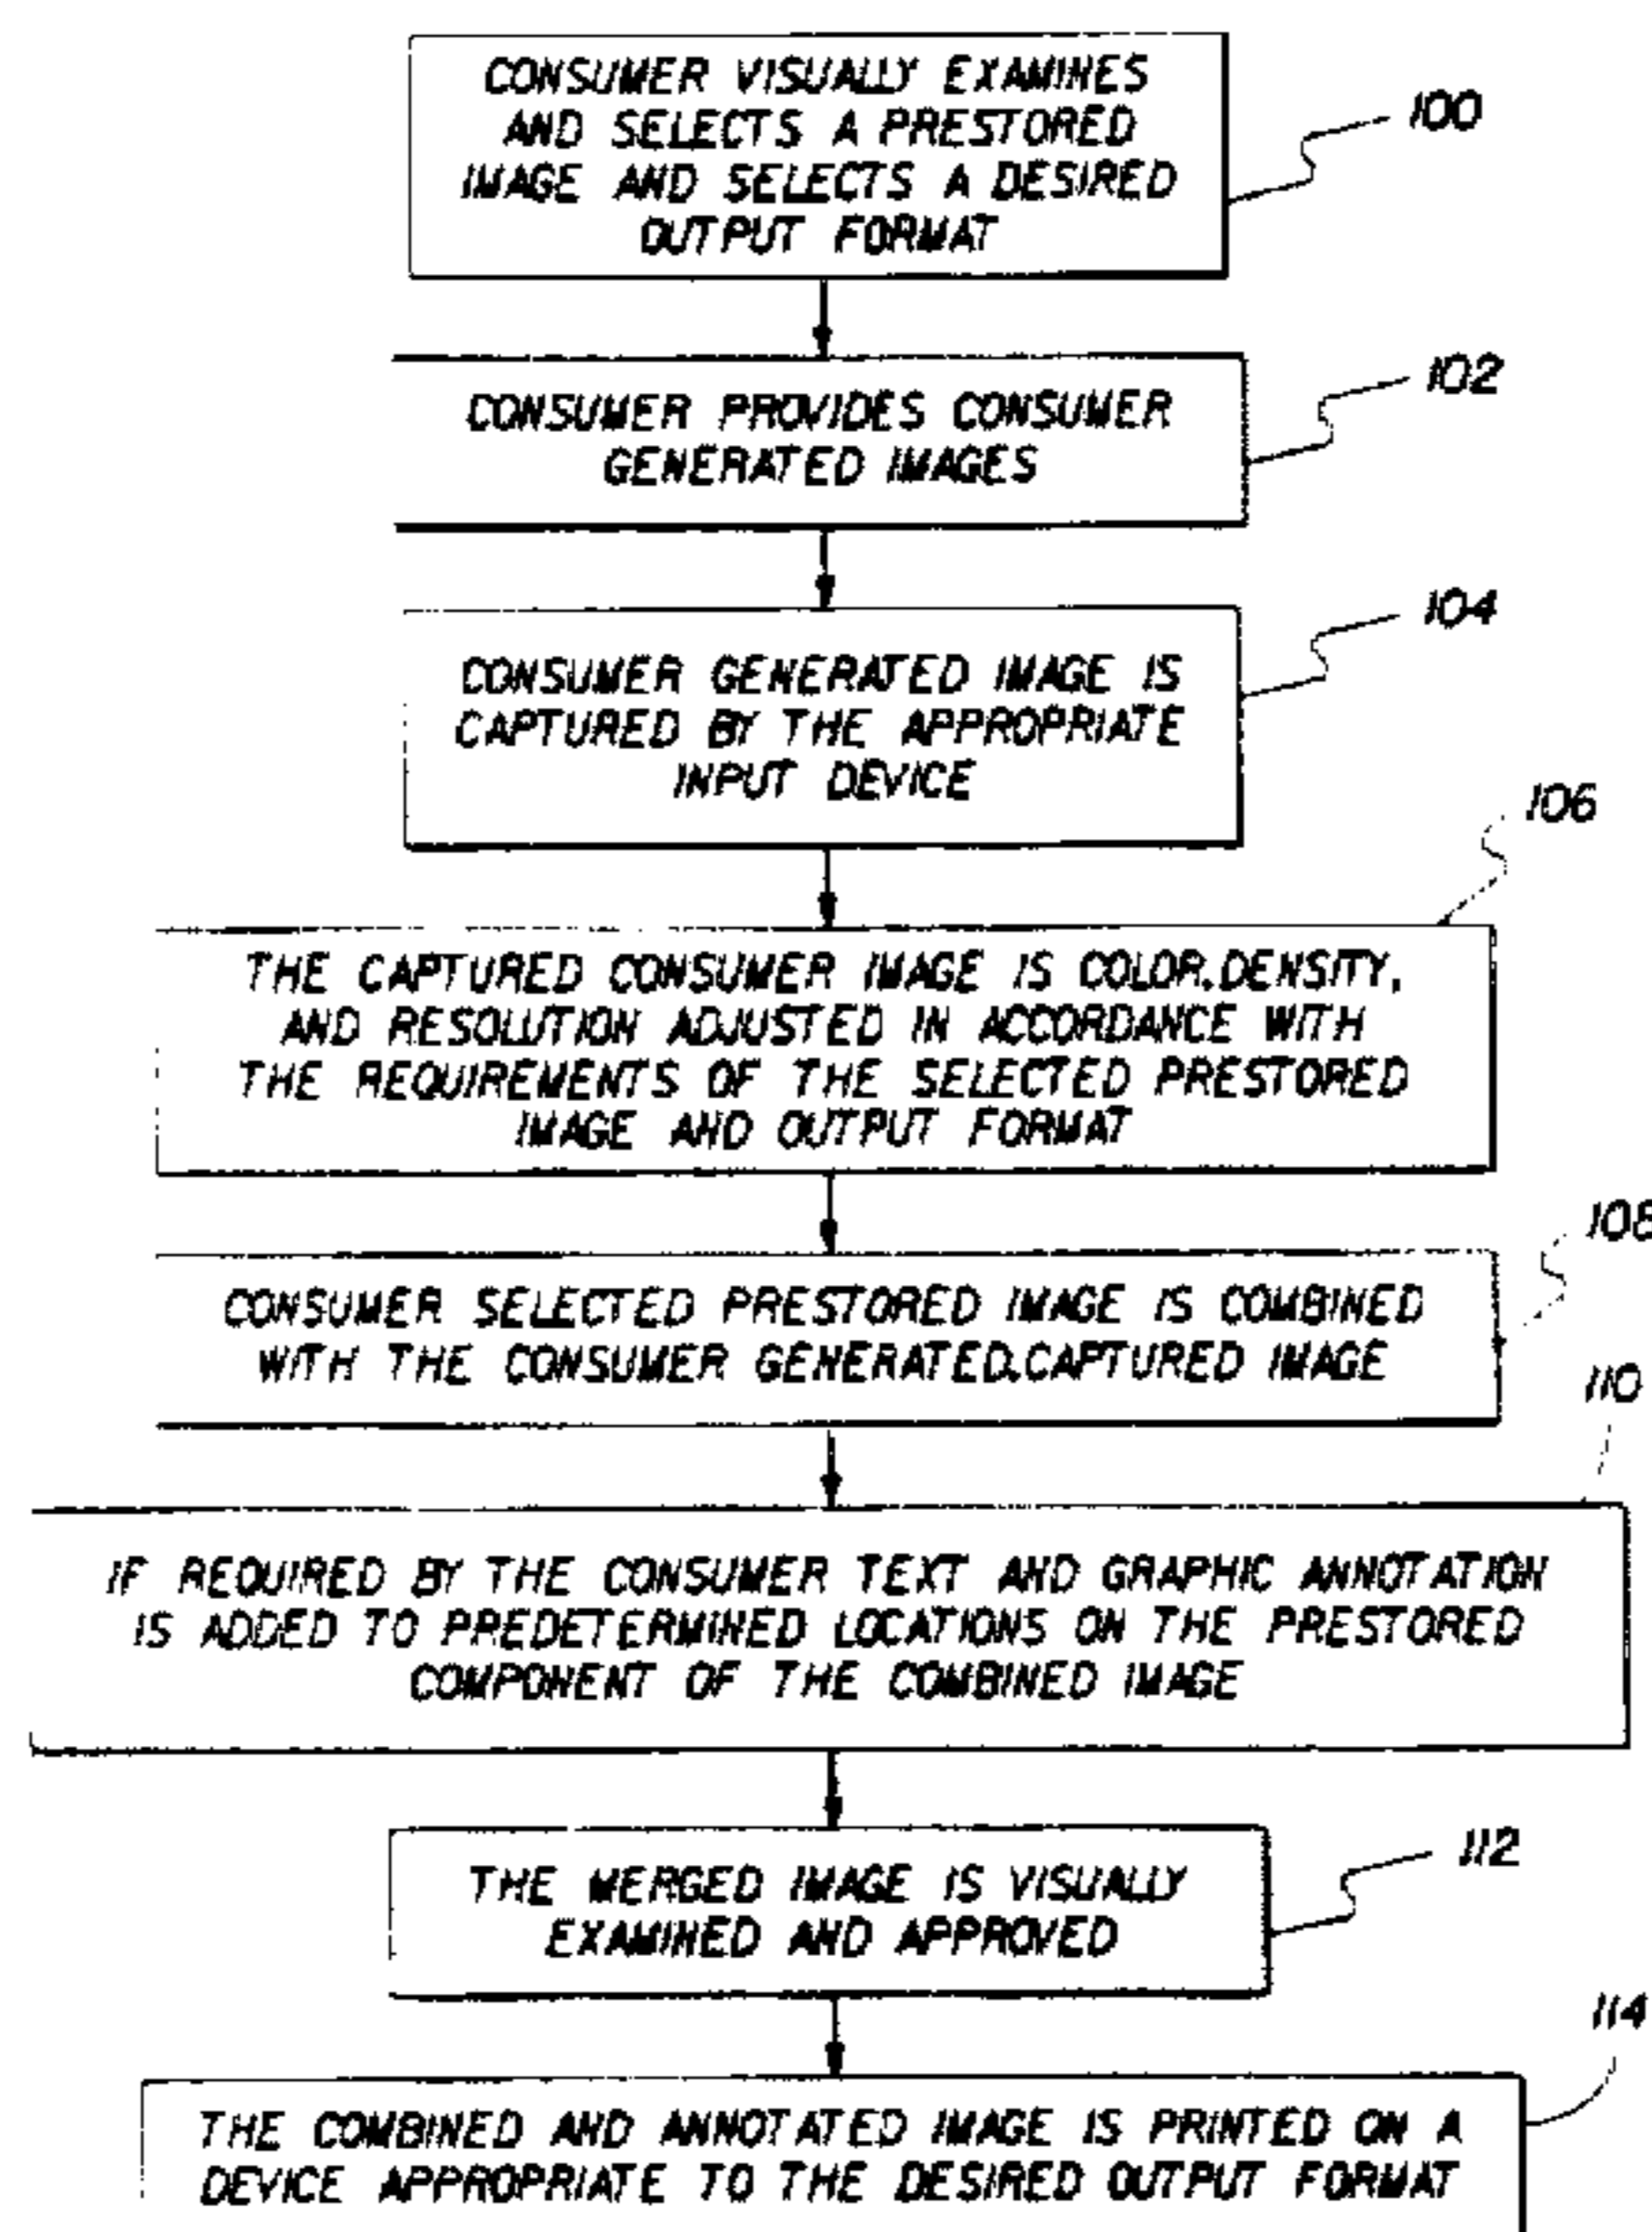 CONSUMER VISUALLY EXAMINES
AND SELECTS A PRESTORED
IMAGE AND SELECTS A DESIRED
OUTPUT FORMAT
100
CONSUMER PROVIDES CONSUMER
GENERATED IMAGES
102
CONSUMER GENERATED IMAGE IS
CAPTURED BY THE APPROPRIATE
INPUT DEVICE
104
THE CAPTURED CONSUMER IMAGE IS COLOR,DENSITY,
AND RESOLUTION ADJUSTED IN ACCORDANCE WITH
THE REQUIREMENTS OF THE SELECTED PRESTORED
IMAGE AND OUTPUT FORMAT
106
CONSUMER SELECTED PRESTORED IMAGE IS COMBINED
WITH THE CONSUMER GENERATED,CAPTURED IMAGE
108
IF REQUIRED BY THE CONSUMER TEXT AND GRAPHIC ANNOTATION
IS ADDED TO PREDETERMINED LOCATIONS ON THE PRESTORED
COMPONENT OF THE COMBINED IMAGE
110
THE MERGED IMAGE IS VISUALLY
EXAMINED AND APPROVED
112
THE COMBINED AND ANNOTATED IMAGE IS PRINTED ON A
DEVICE APPROPRIATE TO THE DESIRED OUTPUT FORMAT
114